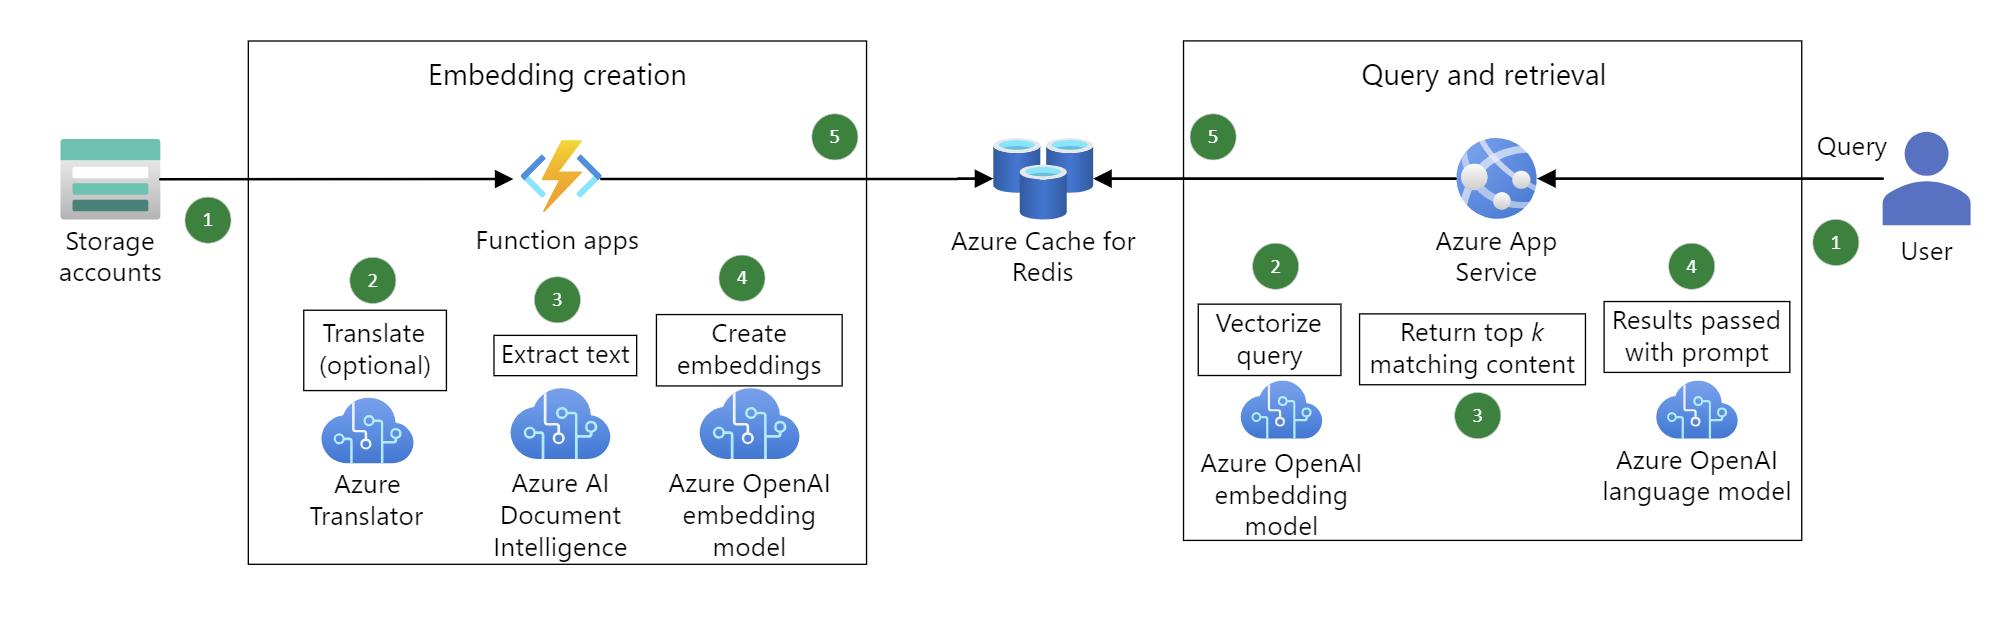 Embedding creation
5
Storage
accounts
1
Function apps
2
Translate
(optional)
Azure
Translator
3
Extract text
Azure AI
Document
Intelligence
4
Create
embeddings
Azure OpenAI
embedding
model
Azure Cache for
Redis
Query and retrieval
5
Azure App
Service
Query
1
User
2
Vectorize
query
Azure OpenAI
embedding
model
Return top k
matching content
3
4
Results passed
with prompt
Azure OpenAI
language model